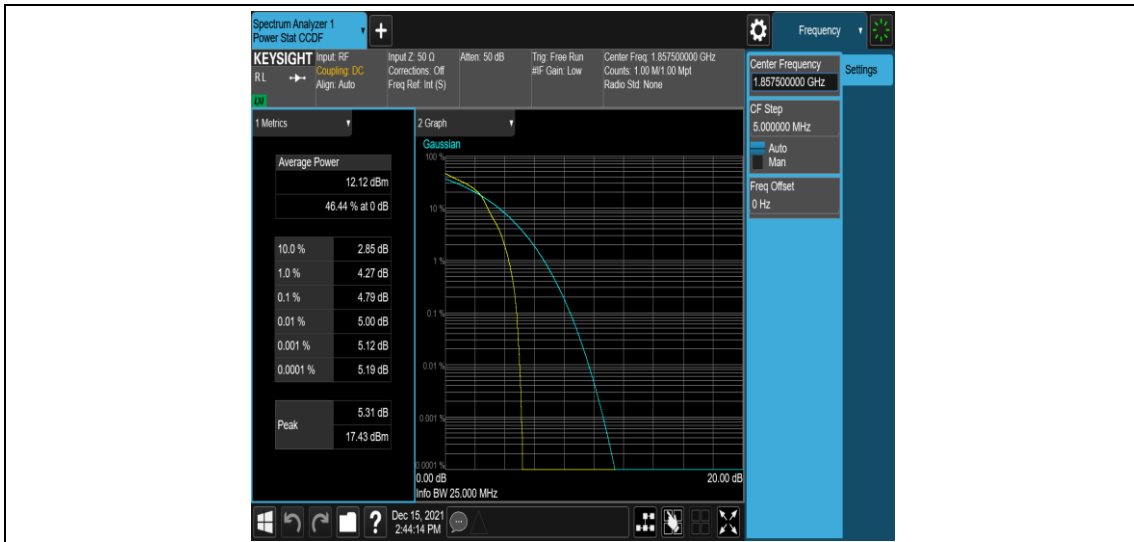 Spectrum Analyzer 1
Power Stat CCDF
+
Frequency
KEYSIGHT
Input: RF
Input Z: 50 Ω
Atten: 50 dB
Trig: Free Run
Center Freq: 1.857500000 GHz
RL
Coupling: DC
Corrections: Off
#IF Gain: Low
Counts: 1.00 M/1.00 Mpt
Align: Auto
Freq Ref: Int (S)
Radio Std: None
LXI
Center Frequency
Settings
1.857500000 GHz
CF Step
5.000000 MHz
Auto
Man
Freq Offset
0 Hz
1 Metrics
Average Power
12.12 dBm
46.44 % at 0 dB
10.0 % 2.85 dB
1.0 % 4.27 dB
0.1 % 4.79 dB
0.01 % 5.00 dB
0.001 % 5.12 dB
0.0001 % 5.19 dB
Peak
5.31 dB
17.43 dBm
2 Graph
Gaussian
100 %
10 %
1 %
0.1 %
0.01 %
0.001 %
0.0001 %
0.00 dB
20.00 dB
Info BW 25.000 MHz
?
Dec 15, 2021
2:44:14 PM